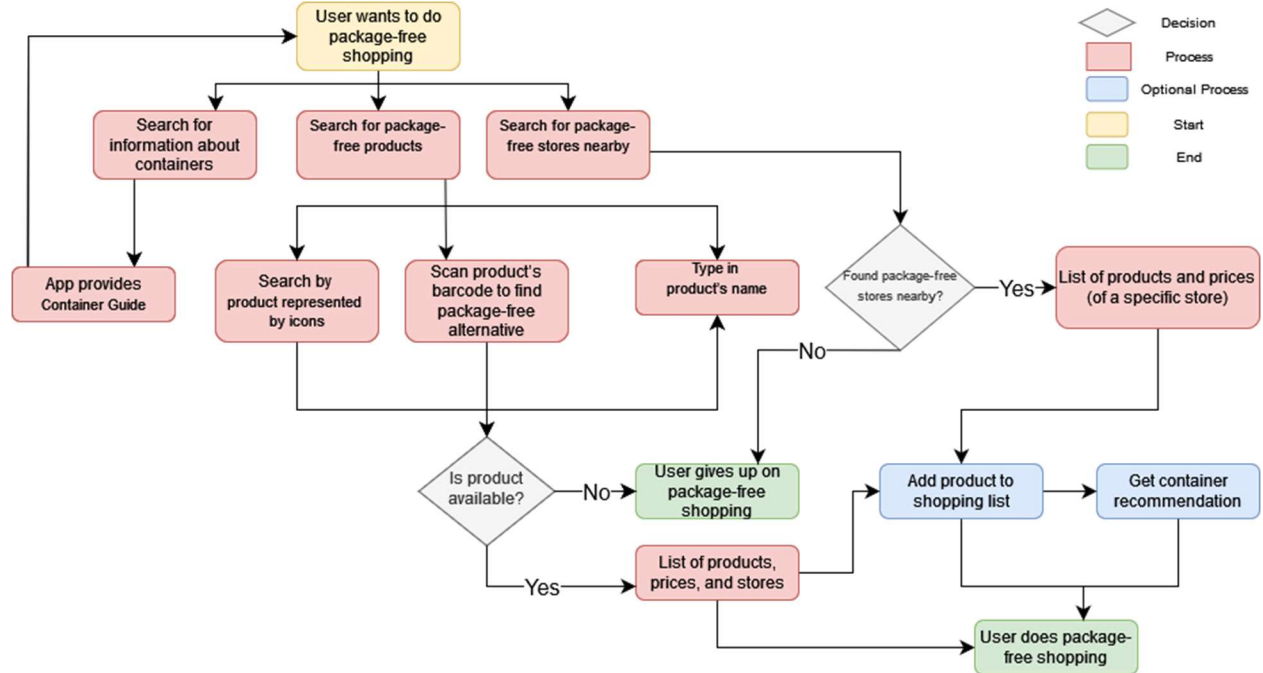 User wants to do
package-free
shopping
Decision
Process
Optional Process
Start
End
Search for
information about
containers
Search for package-
free products
Search for package-
free stores nearby
App provides
Container Guide
Search by
product represented
by icons
Scan product's
barcode to find
package-free
alternative
Type in
product's name
Found package-free
stores nearby?
Yes
List of products and prices
(of a specific store)
No
Is product
available?
No
User gives up on
package-free
shopping
Add product to
shopping list
Get container
recommendation
Yes
List of products,
prices, and stores
User does package-
free shopping